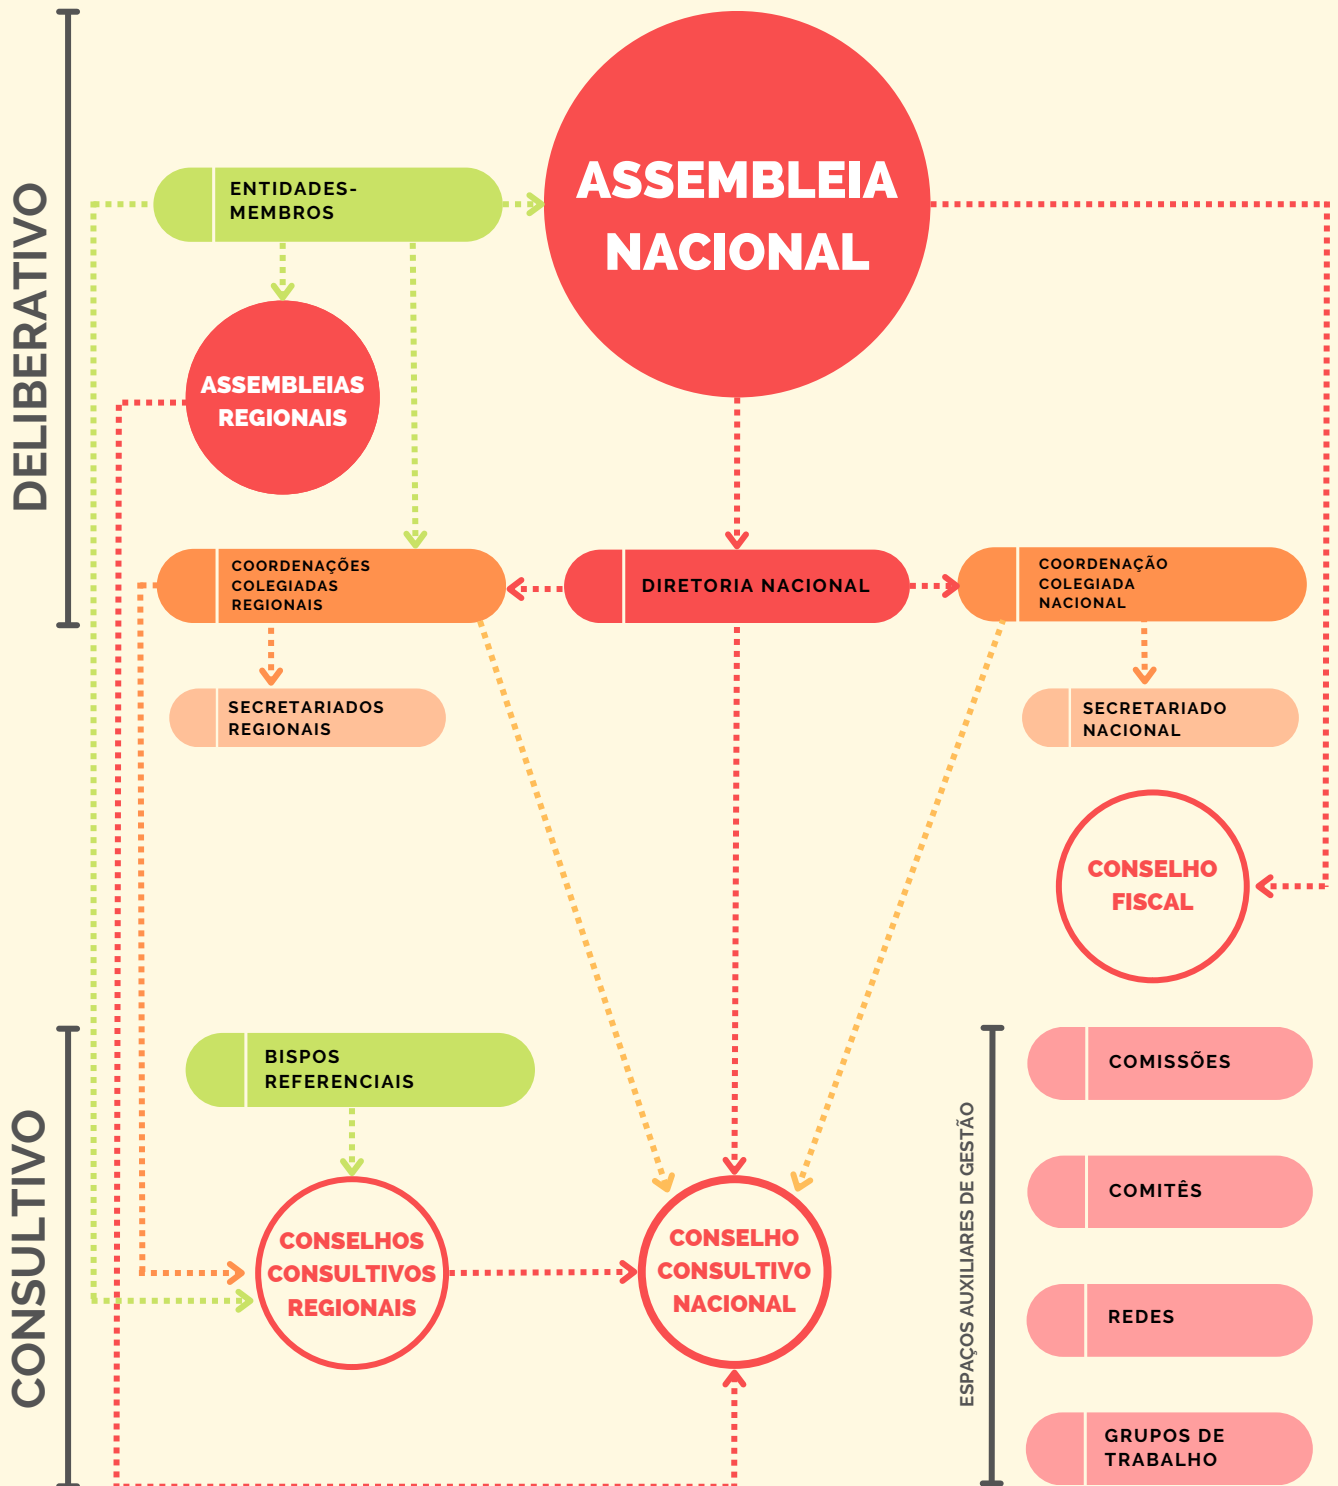 DELIBERATIVO
ENTIDADES-
MEMBROS
ASSEMBLEIA
NACIONAL
ASSEMBLEIAS
REGIONAIS
COORDENAÇÕES
COLEGIADAS
REGIONAIS
DIRETORIA NACIONAL
COORDENAÇÃO
COLEGIADA
NACIONAL
SECRETARIADOS
REGIONAIS
SECRETARIADO
NACIONAL
CONSELHO
FISCAL
CONSULTIVO
BISPOS
REFERENCIAIS
CONSELHOS
CONSULTIVOS
REGIONAIS
CONSELHO
CONSULTIVO
NACIONAL
ESPAÇOS AUXILIARES DE GESTÃO
COMISSÕES
COMITÊS
REDES
GRUPOS DE
TRABALHO